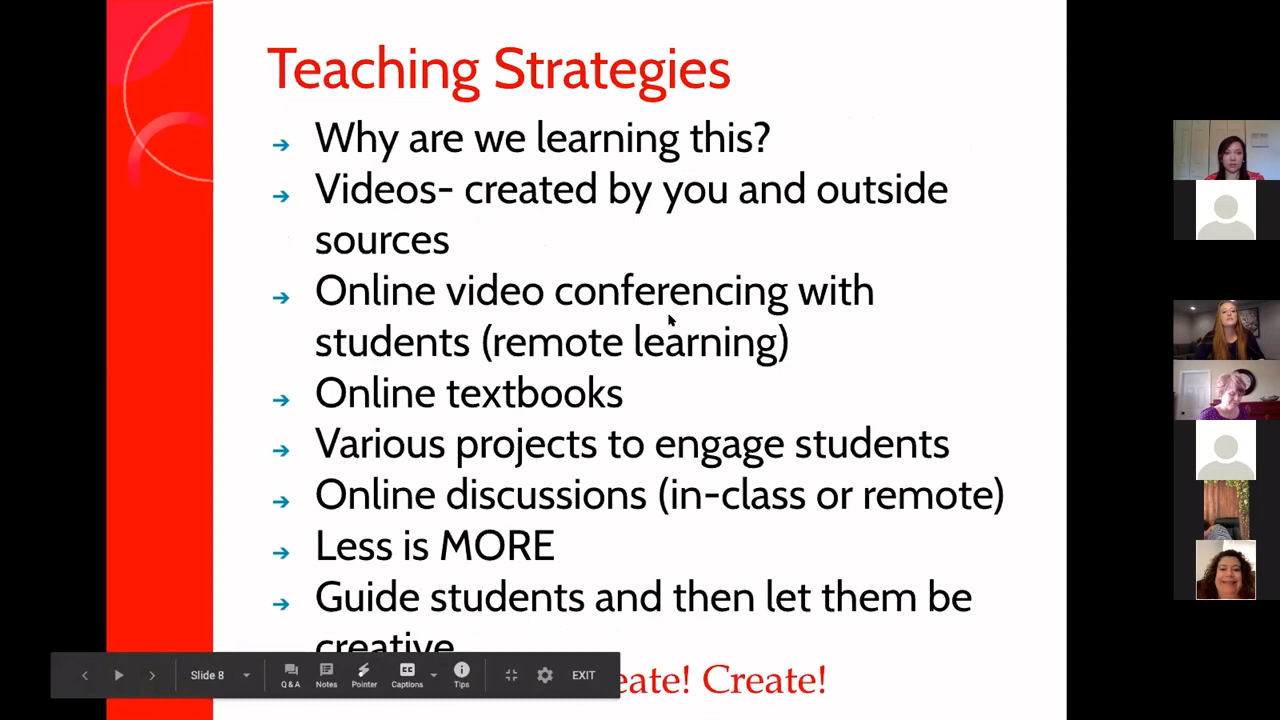 Teaching Strategies
Why are we learning this?
Videos- created by you and outside
sources
Online video conferencing with
students (remote learning)
Online textbooks
Various projects to engage students
Online discussions (in-class or remote)
Less is MORE
Guide students and then let them be
creative
eate! Create!
Slide 8
Q & A
Notes
Pointer
Captions
Tips
EXIT